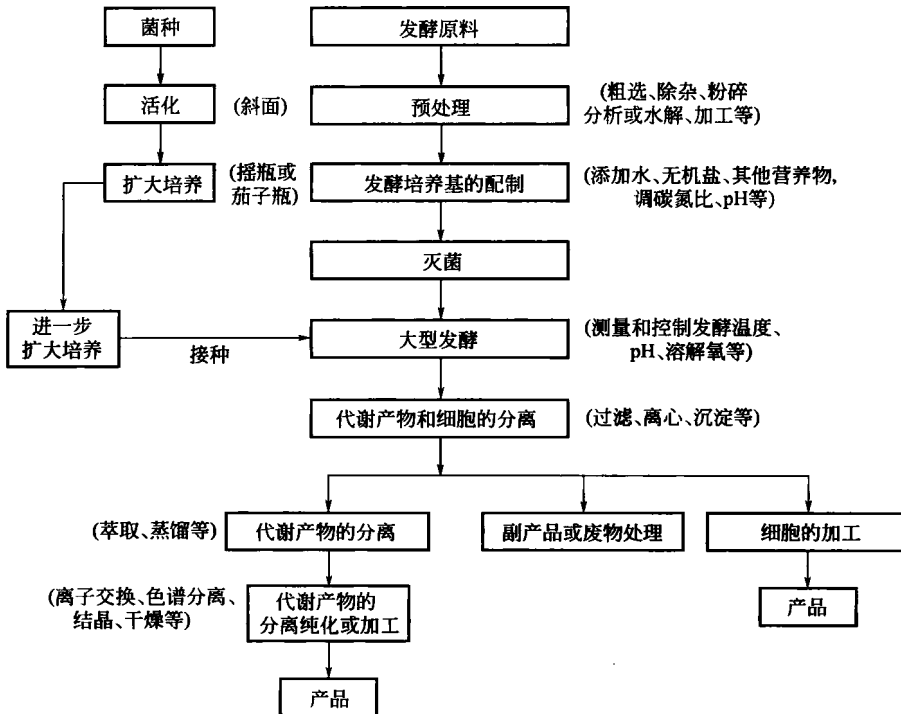 菌种
发酵原料
活化
(斜面)
预处理
(粗选、除杂、粉碎
分析或水解、加工等)
扩大培养
(摇瓶或
茄子瓶)
发酵培养基的配制
(添加水、无机盐、其他营养物,
调碳氮比、pH等)
灭菌
进一步
扩大培养
接种
大型发酵
(测量和控制发酵温度、
pH、溶解氧等)
代谢产物和细胞的分离
(过滤、离心、沉淀等)
(萃取、蒸馏等)
代谢产物的分离
副产品或废物处理
细胞的加工
(离子交换、色谱分离、
结晶、干燥等)
代谢产物的
分离纯化或加工
产品
产品